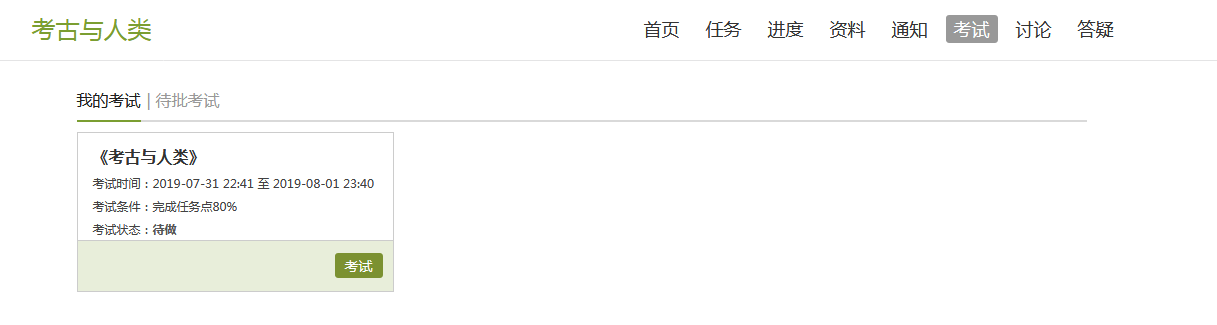 考古与人类
首页 任务 进度 资料 通知 考试 讨论 答疑
我的考试 | 待批考试
《考古与人类》
考试时间：2019-07-31 22:41 至 2019-08-01 23:40
考试条件：完成任务点80%
考试状态：待做
考试